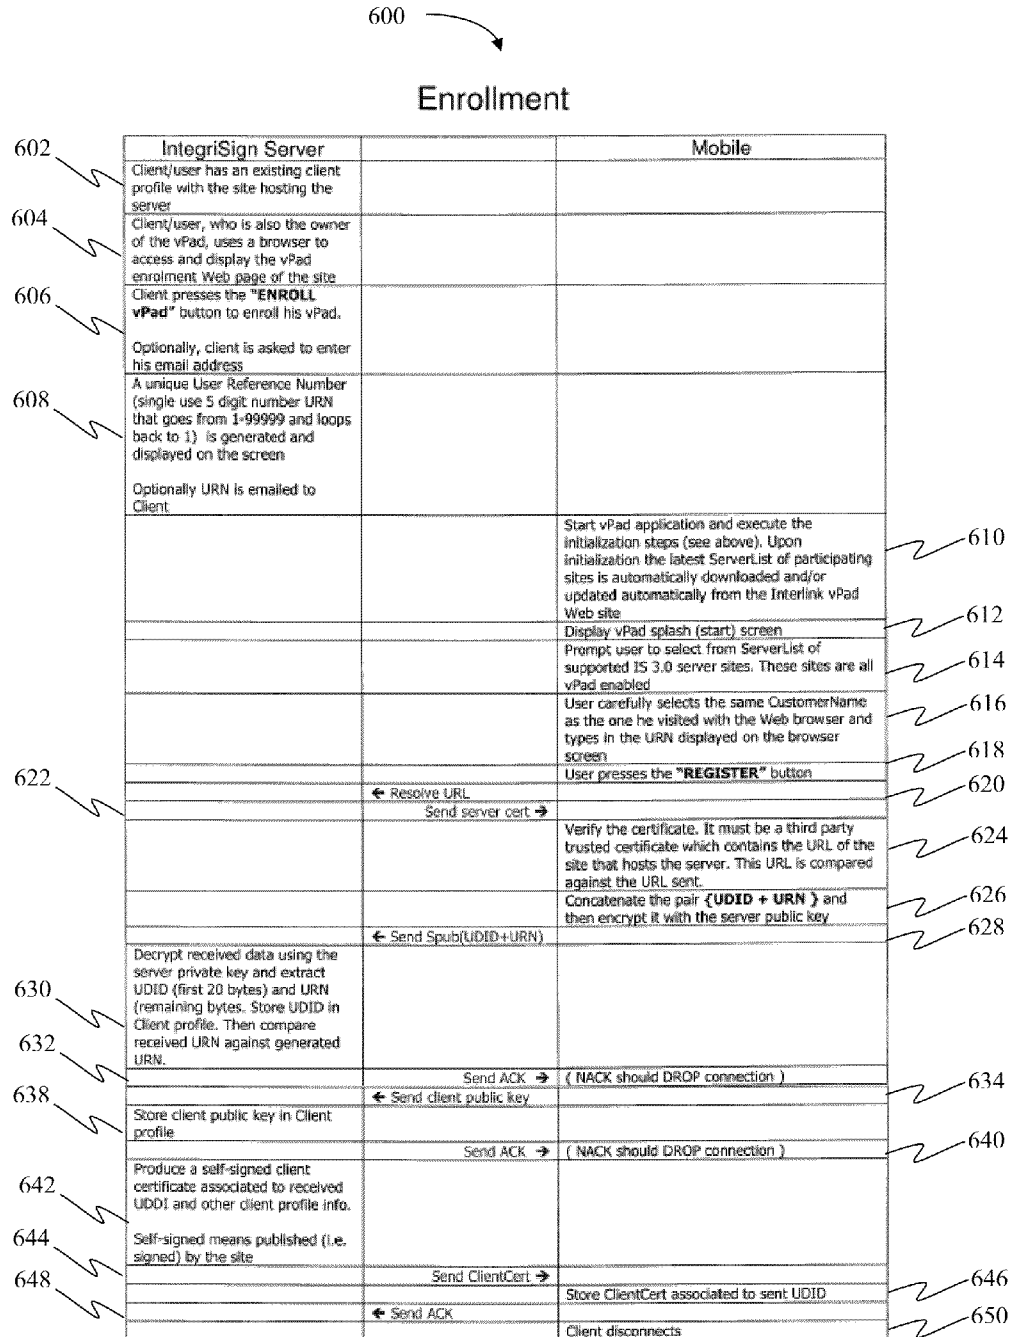 600
Enrollment
IntegriSign Server
Mobile
602
Client/user has an existing client
profile with the site hosting the
server
604
Client/user, who is also the owner
of the vPad, uses a browser to
access and display the vPad
enrolment Web page of the site
606
Client presses the "ENROLL
vPad" button to enroll his vPad.
Optionally, client is asked to enter
his email address
608
A unique User Reference Number
(single use 5 digit number URN
that goes from 1-99999 and loops
back to 1) is generated and
displayed on the screen
Optionally URN is emailed to
Client
Start vPad application and execute the
initialization steps (see above). Upon
initialization the latest ServerList of participating
sites is automatically downloaded and/or
updated automatically from the Interlink vPad
Web site
610
Display vPad splash (start) screen
612
Prompt user to select from ServerList of
supported IS 3.0 server sites. These sites are all
vPad enabled
614
User carefully selects the same CustomerName
as the one he visited with the Web browser and
types in the URN displayed on the browser
screen
616
User presses the "REGISTER" button
618
← Resolve URL
620
622
Send server cert →
Verify the certificate. It must be a third party
trusted certificate which contains the URL of the
site that hosts the server. This URL is compared
against the URL sent.
624
Concatenate the pair {UDID + URN } and
then encrypt it with the server public key
626
← Send Spub(UDID+URN)
628
630
Decrypt received data using the
server private key and extract
UDID (first 20 bytes) and URN
(remaining bytes. Store UDID in
Client profile. Then compare
received URN against generated
URN.
632
Send ACK → ( NACK should DROP connection )
← Send client public key
634
638
Store client public key in Client
profile
Send ACK → ( NACK should DROP connection )
640
642
Produce a self-signed client
certificate associated to received
UDDI and other client profile info.
Self-signed means published (i.e.
signed) by the site
644
Send ClientCert →
Store ClientCert associated to sent UDID
646
648
← Send ACK
Client disconnects
650